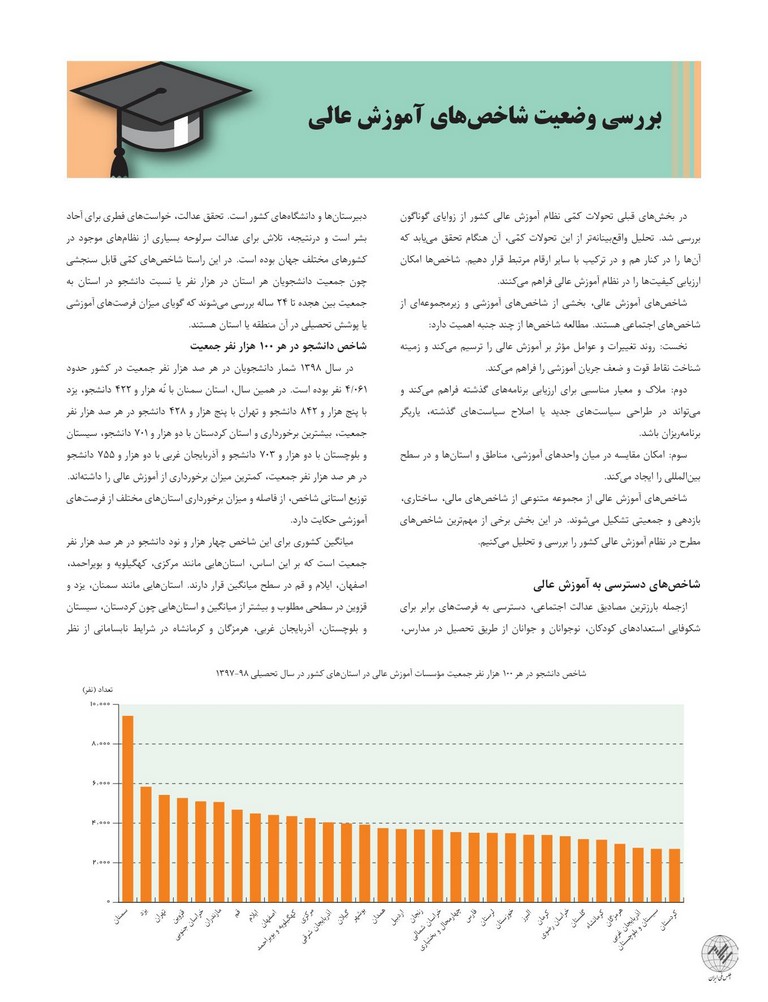 بررسی وضعیت شاخص‌های آموزش عالی
در بخش‌های قبلی تحولات کمّی نظام آموزش عالی کشور از زوایای گوناگون
بررسی شد. تحلیل واقع‌بینانه‌تر از این تحولات کمّی، آن هنگام تحقق می‌یابد که
آن‌ها را در کنار هم و در ترکیب با سایر ارقام مرتبط قرار دهیم. شاخص‌ها امکان
ارزیابی کیفیت‌ها را در نظام آموزش عالی فراهم می‌کنند.
شاخص‌های آموزش عالی، بخشی از شاخص‌های آموزشی و زیرمجموعه‌ای از
شاخص‌های اجتماعی هستند. مطالعه شاخص‌ها از چند جنبه اهمیت دارد:
نخست: روند تغییرات و عوامل مؤثر بر آموزش عالی را ترسیم می‌کند و زمینه
شناخت نقاط قوت و ضعف جریان آموزشی را فراهم می‌کند.
دوم: ملاک و معیار مناسبی برای ارزیابی برنامه‌های گذشته فراهم می‌کند و
می‌تواند در طراحی سیاست‌های جدید یا اصلاح سیاست‌های گذشته، یاریگر
برنامه‌ریزان باشد.
سوم: امکان مقایسه در میان واحدهای آموزشی، مناطق و استان‌ها و در سطح
بین‌المللی را ایجاد می‌کند.
شاخص‌های آموزش عالی از مجموعه متنوعی از شاخص‌های مالی، ساختاری،
بازدهی و جمعیتی تشکیل می‌شوند. در این بخش برخی از مهم‌ترین شاخص‌های
مطرح در نظام آموزش عالی کشور را بررسی و تحلیل می‌کنیم.
شاخص‌های دسترسی به آموزش عالی
ازجمله بارزترین مصادیق عدالت اجتماعی، دسترسی به فرصت‌های برابر برای
شکوفایی استعدادهای کودکان، نوجوانان و جوانان از طریق تحصیل در مدارس،
دبیرستان‌ها و دانشگاه‌های کشور است. تحقق عدالت، خواست‌های فطری برای آحاد
بشر است و درنتیجه، تلاش برای عدالت سرلوحه بسیاری از نظام‌های موجود در
کشورهای مختلف جهان بوده است. در این راستا شاخص‌های کمّی قابل سنجشی
چون جمعیت دانشجویان هر استان در هزار نفر یا نسبت دانشجو در استان به
جمعیت بین هجده تا ۲۴ ساله بررسی می‌شوند که گویای میزان فرصت‌های آموزشی
یا پوشش تحصیلی در آن منطقه یا استان هستند.
شاخص دانشجو در هر ۱۰۰ هزار نفر جمعیت
در سال ۱۳۹۸ شمار دانشجویان در هر صد هزار نفر جمعیت در کشور حدود
۴/۰۶۱ نفر بوده است. در همین سال، استان سمنان با نُه هزار و ۴۲۲ دانشجو، یزد
با پنج هزار و ۸۴۲ دانشجو و تهران با پنج هزار و ۴۲۸ دانشجو در هر صد هزار نفر
جمعیت، بیشترین برخورداری و استان کردستان با دو هزار و ۷۰۱ دانشجو، سیستان
و بلوچستان با دو هزار و ۷۰۳ دانشجو و آذربایجان غربی با دو هزار و ۷۵۵ دانشجو
در هر صد هزار نفر جمعیت، کمترین میزان برخورداری از آموزش عالی را داشته‌اند.
توزیع استانی شاخص، از فاصله و میزان برخورداری استان‌های مختلف از فرصت‌های
آموزشی حکایت دارد.
میانگین کشوری برای این شاخص چهار هزار و نود دانشجو در هر صد هزار نفر
جمعیت است که بر این اساس، استان‌هایی مانند مرکزی، کهگیلویه و بویراحمد،
اصفهان، ایلام و قم در سطح میانگین قرار دارند. استان‌هایی مانند سمنان، یزد و
قزوین در سطحی مطلوب و بیشتر از میانگین و استان‌هایی چون کردستان، سیستان
و بلوچستان، آذربایجان غربی، هرمزگان و کرمانشاه در شرایط نابسامانی از نظر
شاخص دانشجو در هر ۱۰۰ هزار نفر جمعیت مؤسسات آموزش عالی در استان‌های کشور در سال تحصیلی ۹۸-۱۳۹۷
تعداد (نفر)
۱۰.۰۰۰
۸.۰۰۰
۶.۰۰۰
۴.۰۰۰
۲.۰۰۰
۰
سمنان
یزد
تهران
قزوین
خراسان جنوبی
مازندران
قم
ایلام
اصفهان
کهگیلویه و بویراحمد
مرکزی
آذربایجان شرقی
گیلان
بوشهر
همدان
اردبیل
زنجان
خراسان شمالی
چهارمحال و بختیاری
فارس
لرستان
خوزستان
البرز
کرمان
خراسان رضوی
گلستان
کرمانشاه
هرمزگان
آذربایجان غربی
سیستان و بلوچستان
کردستان